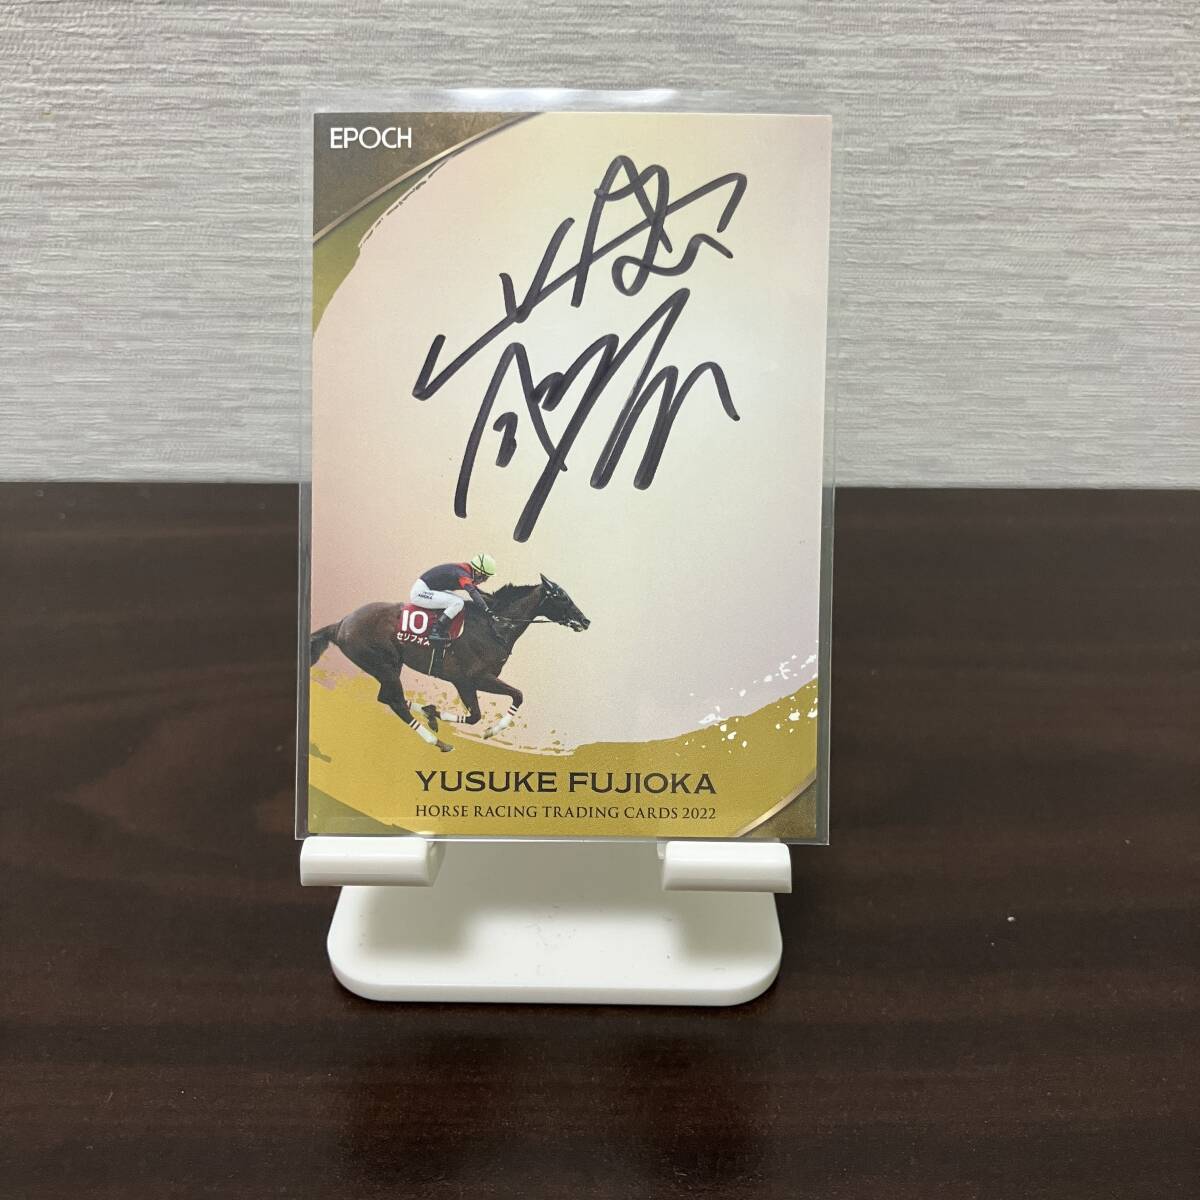 EPOCH
10
セリフォス
YUSUKE FUJIOKA
HORSE RACING TRADING CARDS 2022